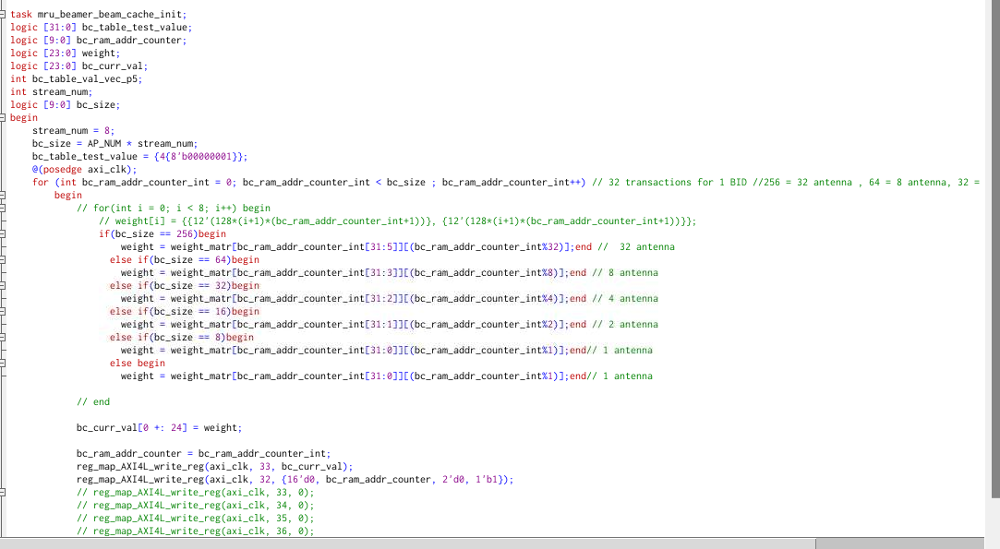 task mru_beamer_beam_cache_init;
logic [31:0] bc_table_test_value;
logic [9:0] bc_ram_addr_counter;
logic [23:0] weight;
logic [23:0] bc_curr_val;
int bc_table_val_vec_p5;
int stream_num;
logic [9:0] bc_size;
begin
stream_num = 8;
bc_size = AP_NUM * stream_num;
bc_table_test_value = {4{8'b00000001}};
@(posedge axi_clk);
for (int bc_ram_addr_counter_int = 0; bc_ram_addr_counter_int < bc_size ; bc_ram_addr_counter_int++) // 32 transactions for 1 BID //256 = 32 antenna , 64 = 8 antenna, 32 =
begin
// for(int i = 0; i < 8; i++) begin
// weight[i] = {{12'(128*(i+1)*(bc_ram_addr_counter_int+1))}, {12'(128*(i+1)*(bc_ram_addr_counter_int+1))}};
if(bc_size == 256)begin
weight = weight_matr[bc_ram_addr_counter_int[31:5]][(bc_ram_addr_counter_int%32)];end //  32 antenna
else if(bc_size == 64)begin
weight = weight_matr[bc_ram_addr_counter_int[31:3]][(bc_ram_addr_counter_int%8)];end // 8 antenna
else if(bc_size == 32)begin
weight = weight_matr[bc_ram_addr_counter_int[31:2]][(bc_ram_addr_counter_int%4)];end // 4 antenna
else if(bc_size == 16)begin
weight = weight_matr[bc_ram_addr_counter_int[31:1]][(bc_ram_addr_counter_int%2)];end // 2 antenna
else if(bc_size == 8)begin
weight = weight_matr[bc_ram_addr_counter_int[31:0]][(bc_ram_addr_counter_int%1)];end// 1 antenna
else begin
weight = weight_matr[bc_ram_addr_counter_int[31:0]][(bc_ram_addr_counter_int%1)];end// 1 antenna
// end
bc_curr_val[0 +: 24] = weight;
bc_ram_addr_counter = bc_ram_addr_counter_int;
reg_map_AXI4L_write_reg(axi_clk, 33, bc_curr_val);
reg_map_AXI4L_write_reg(axi_clk, 32, {16'd0, bc_ram_addr_counter, 2'd0, 1'b1});
// reg_map_AXI4L_write_reg(axi_clk, 33, 0);
// reg_map_AXI4L_write_reg(axi_clk, 34, 0);
// reg_map_AXI4L_write_reg(axi_clk, 35, 0);
// reg_map_AXI4L_write_reg(axi_clk, 36, 0);